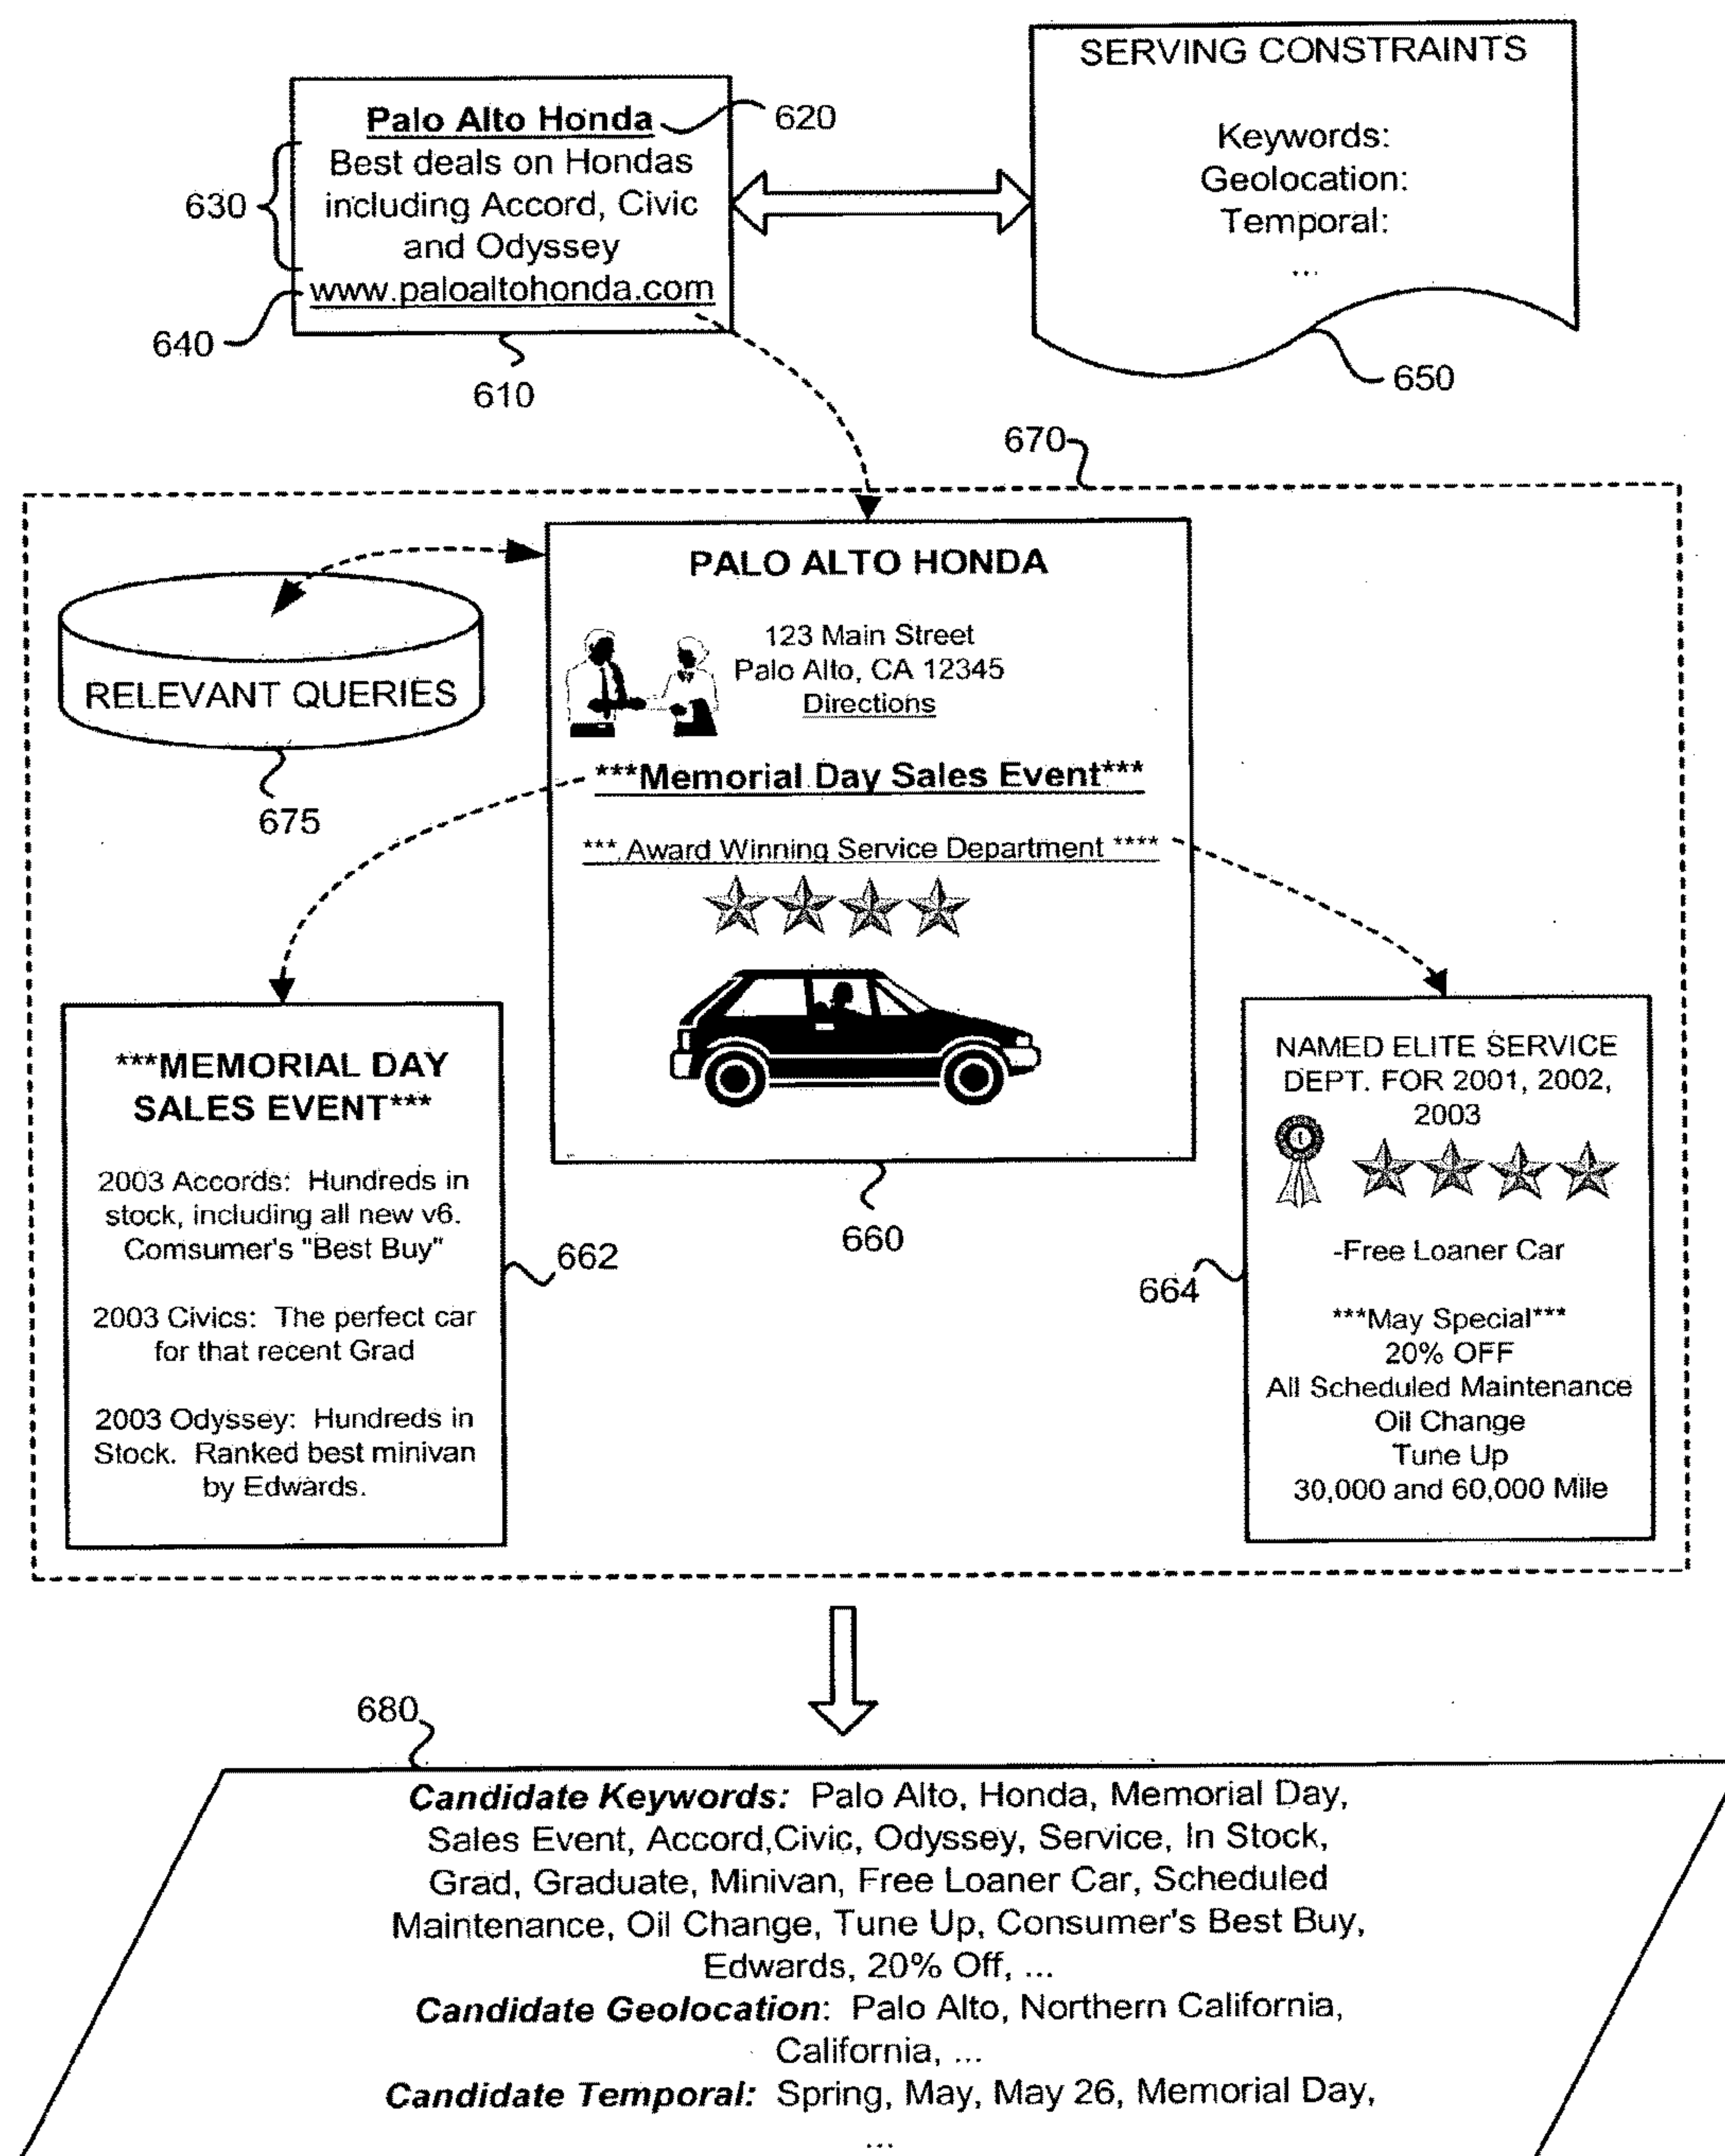 Palo Alto Honda
620
630
Best deals on Hondas
including Accord, Civic
and Odyssey
640
www.paloaltohonda.com
610
SERVING CONSTRAINTS
Keywords:
Geolocation:
Temporal:
...
650
670
RELEVANT QUERIES
675
PALO ALTO HONDA
123 Main Street
Palo Alto, CA 12345
Directions
***Memorial Day Sales Event***
*** Award Winning Service Department ****
660
***MEMORIAL DAY
SALES EVENT***
2003 Accords: Hundreds in
stock, including all new v6.
Comsumer's "Best Buy"
2003 Civics: The perfect car
for that recent Grad
2003 Odyssey: Hundreds in
Stock. Ranked best minivan
by Edwards.
662
NAMED ELITE SERVICE
DEPT. FOR 2001, 2002,
2003
-Free Loaner Car
***May Special***
20% OFF
All Scheduled Maintenance
Oil Change
Tune Up
30,000 and 60,000 Mile
664
680
Candidate Keywords: Palo Alto, Honda, Memorial Day,
Sales Event, Accord,Civic, Odyssey, Service, In Stock,
Grad, Graduate, Minivan, Free Loaner Car, Scheduled
Maintenance, Oil Change, Tune Up, Consumer's Best Buy,
Edwards, 20% Off, ...
Candidate Geolocation: Palo Alto, Northern California,
California, ...
Candidate Temporal: Spring, May, May 26, Memorial Day,
...